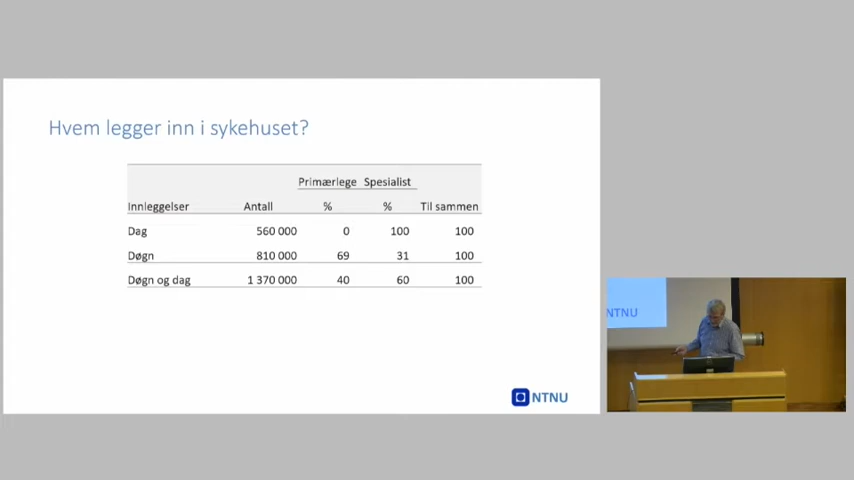 Hvem legger inn i sykehuset?
Primærlege Spesialist
Innleggelser Antall % % Til sammen
Dag 560 000 0 100 100
Døgn 810 000 69 31 100
Døgn og dag 1 370 000 40 60 100
NTNU
NTNU